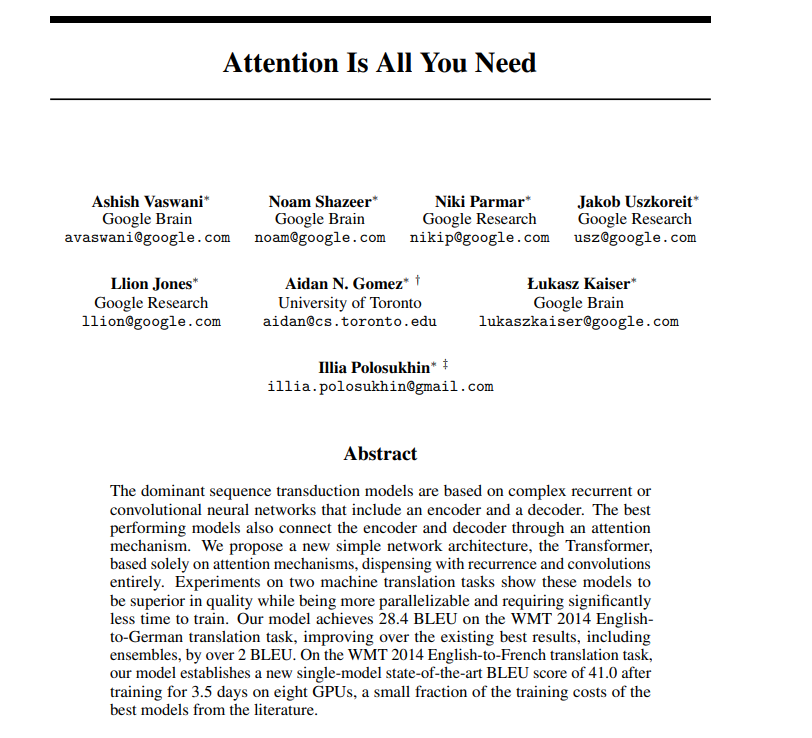 Attention Is All You Need
Ashish Vaswani* Noam Shazeer* Niki Parmar* Jakob Uszkoreit*
Google Brain Google Brain Google Research Google Research
avaswani@google.com noam@google.com nikip@google.com usz@google.com
Llion Jones* Aidan N. Gomez* † Łukasz Kaiser*
Google Research University of Toronto Google Brain
llion@google.com aidan@cs.toronto.edu lukaszkaiser@google.com
Illia Polosukhin* ‡
illia.polosukhin@gmail.com
Abstract
The dominant sequence transduction models are based on complex recurrent or
convolutional neural networks that include an encoder and a decoder. The best
performing models also connect the encoder and decoder through an attention
mechanism. We propose a new simple network architecture, the Transformer,
based solely on attention mechanisms, dispensing with recurrence and convolutions
entirely. Experiments on two machine translation tasks show these models to
be superior in quality while being more parallelizable and requiring significantly
less time to train. Our model achieves 28.4 BLEU on the WMT 2014 English-
to-German translation task, improving over the existing best results, including
ensembles, by over 2 BLEU. On the WMT 2014 English-to-French translation task,
our model establishes a new single-model state-of-the-art BLEU score of 41.0 after
training for 3.5 days on eight GPUs, a small fraction of the training costs of the
best models from the literature.